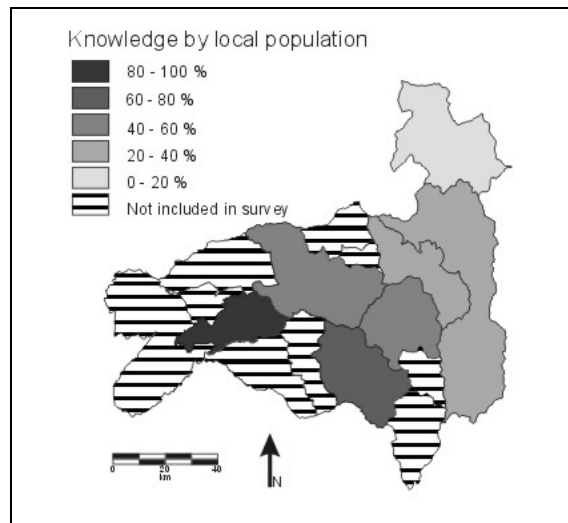 Knowledge by local population
80 - 100 %
60 - 80 %
40 - 60 %
20 - 40 %
0 - 20 %
Not included in survey
0 20 40
km
N